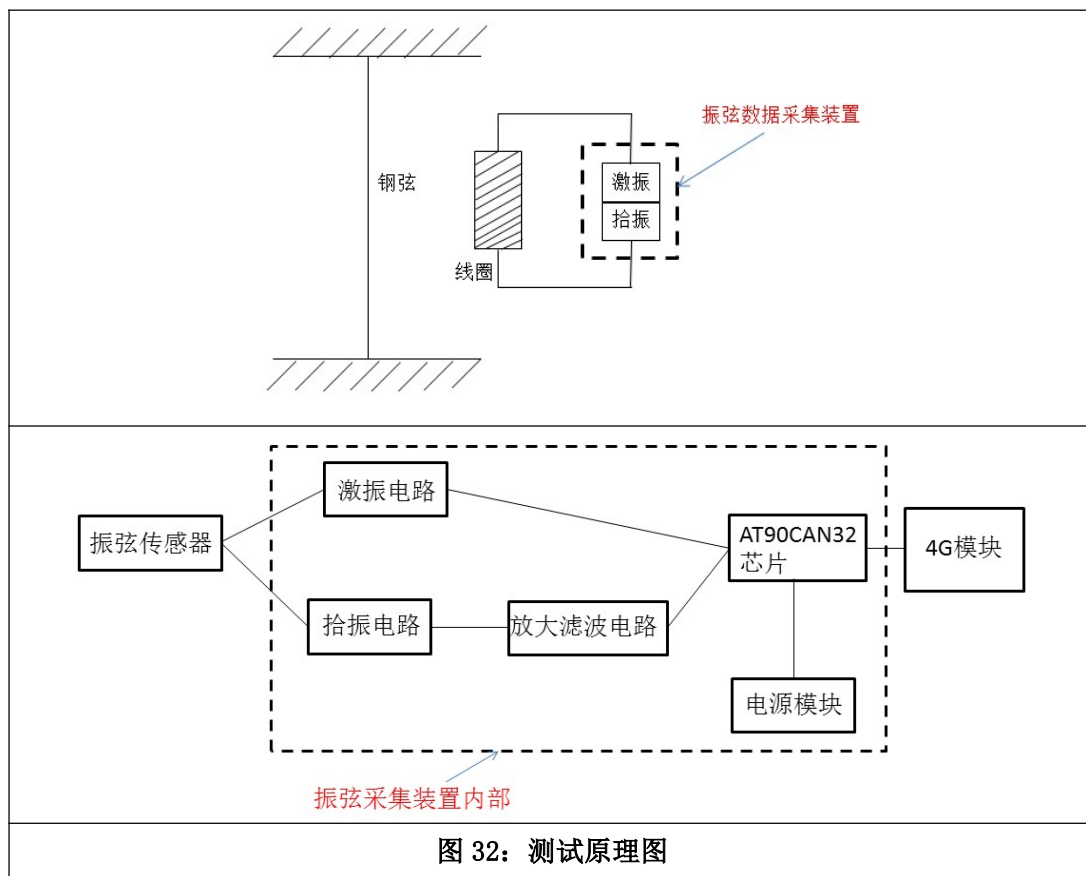 振弦数据采集装置
激振
钢弦
拾振
线圈
激振电路
振弦传感器
AT90CAN32
芯片
4G模块
拾振电路
放大滤波电路
电源模块
振弦采集装置内部
图 32：测试原理图